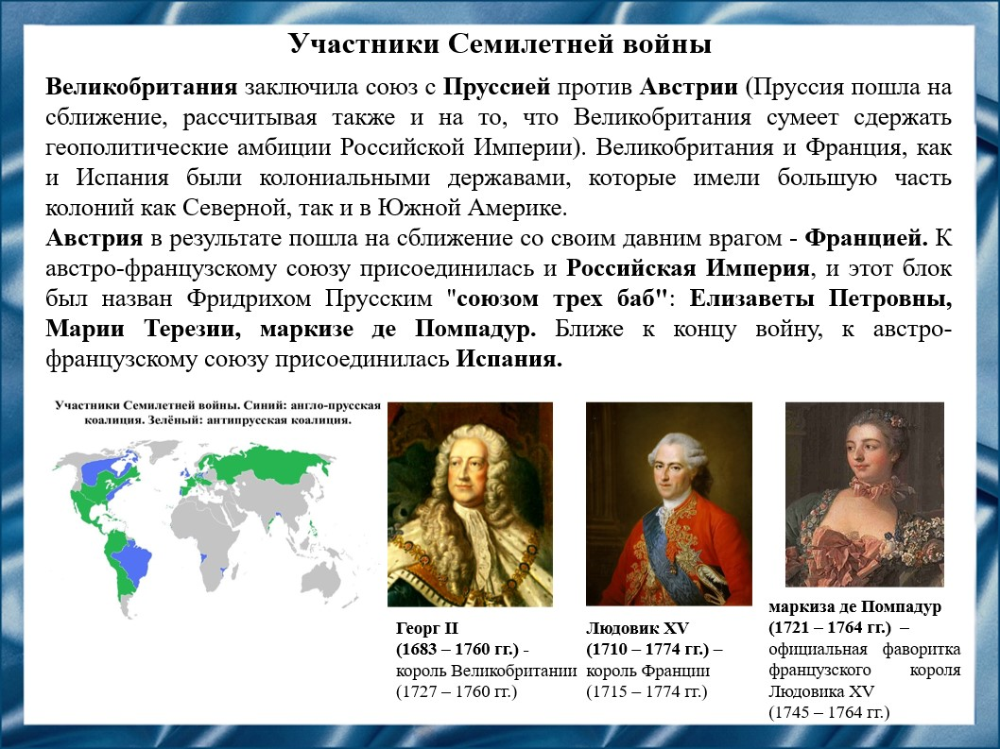 Участники Семилетней войны
Великобритания заключила союз с Пруссией против Австрии (Пруссия пошла на
сближение, рассчитывая также и на то, что Великобритания сумеет сдержать
геополитические амбиции Российской Империи). Великобритания и Франция, как
и Испания были колониальными державами, которые имели большую часть
колоний как Северной, так и в Южной Америке.
Австрия в результате пошла на сближение со своим давним врагом - Францией. К
австро-французскому союзу присоединилась и Российская Империя, и этот блок
был назван Фридрихом Прусским "союзом трех баб": Елизаветы Петровны,
Марии Терезии, маркизе де Помпадур. Ближе к концу войну, к австро-
французскому союзу присоединилась Испания.
Участники Семилетней войны. Синий: англо-прусская
коалиция. Зелёный: антипрусская коалиция.
Георг II
(1683 – 1760 гг.) -
король Великобритании
(1727 – 1760 гг.)
Людовик XV
(1710 – 1774 гг.) –
король Франции
(1715 – 1774 гг.)
маркиза де Помпадур
(1721 – 1764 гг.) –
официальная фаворитка
французского короля
Людовика XV
(1745 – 1764 гг.)